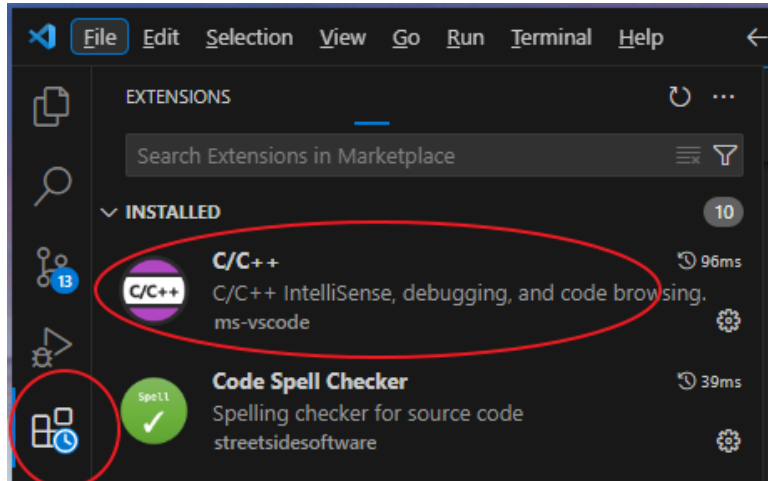 File Edit Selection View Go Run Terminal Help
EXTENSIONS
Search Extensions in Marketplace
INSTALLED 10
C/C++ 96ms
C/C++
C/C++ IntelliSense, debugging, and code browsing.
ms-vscode
13
Code Spell Checker 39ms
Spell
Spelling checker for source code
streetsidesoftware